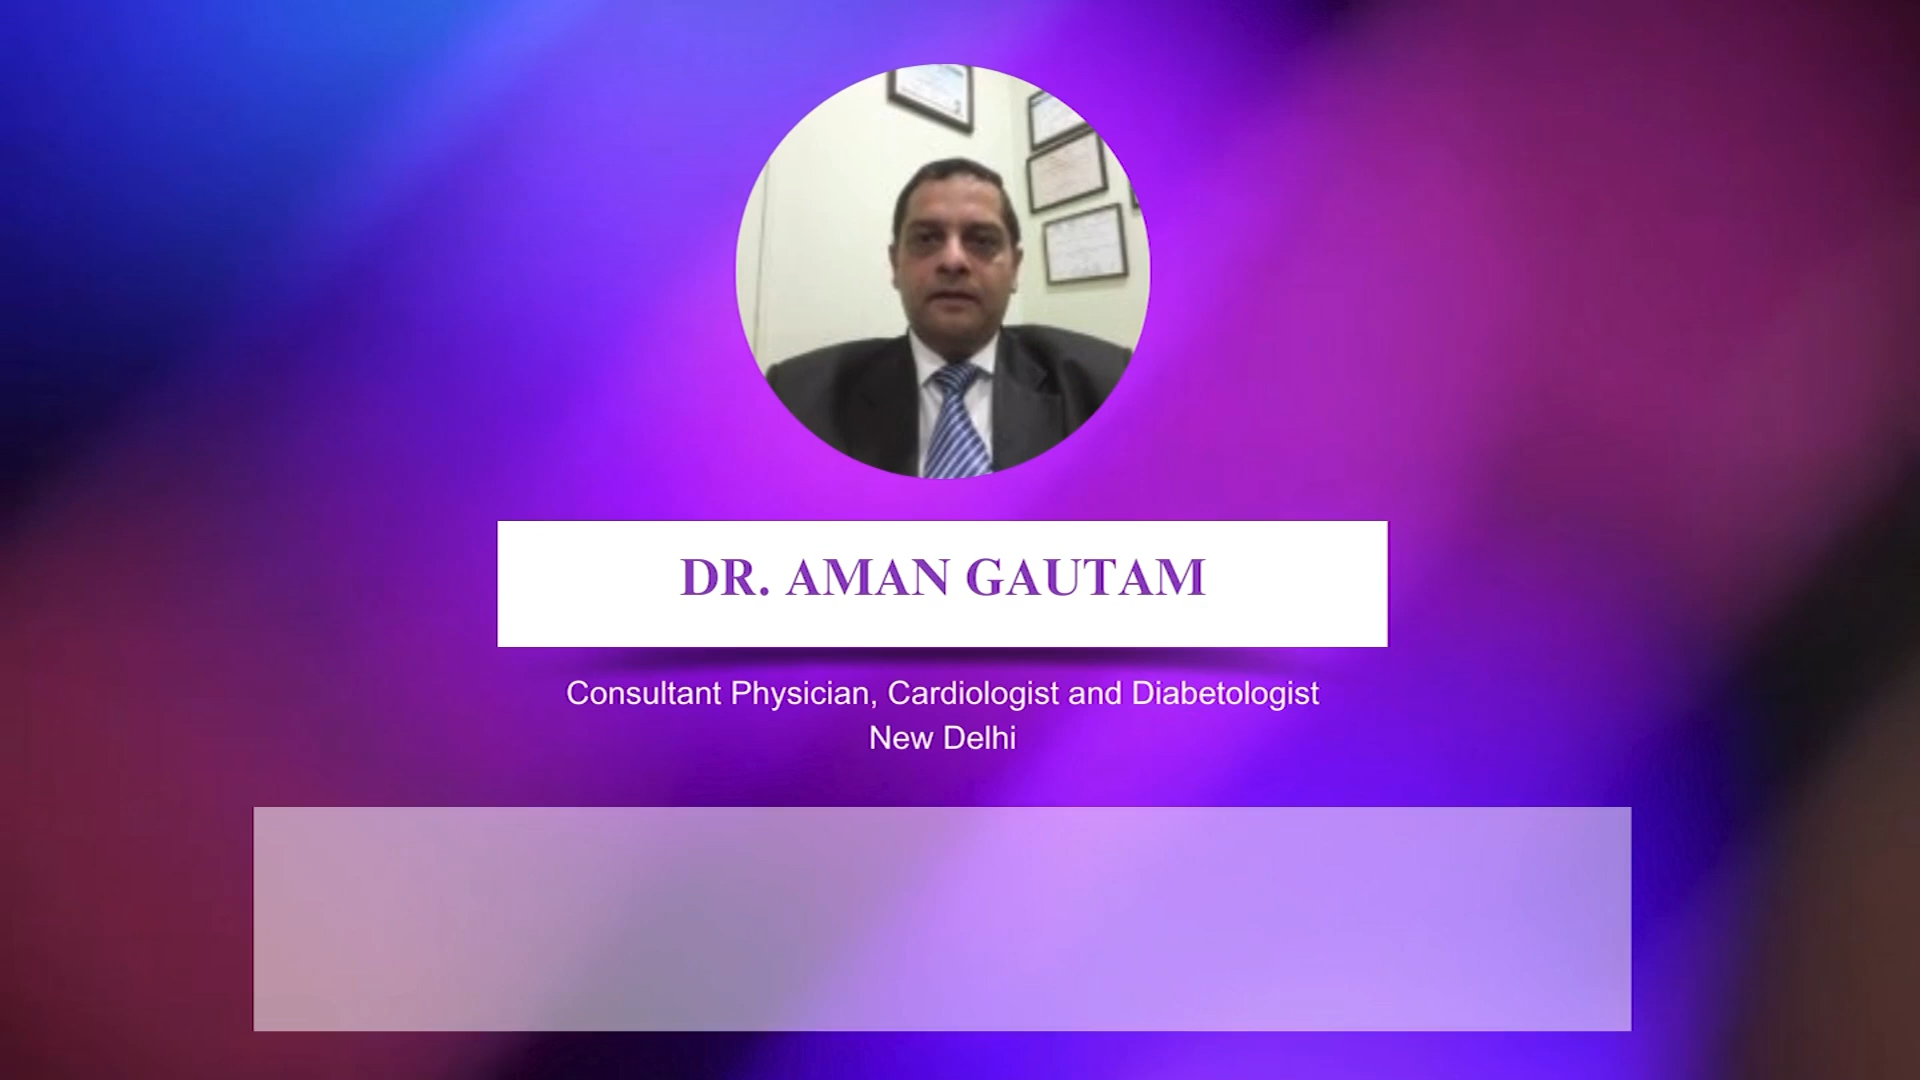 DR. AMAN GAUTAM
Consultant Physician, Cardiologist and Diabetologist
New Delhi